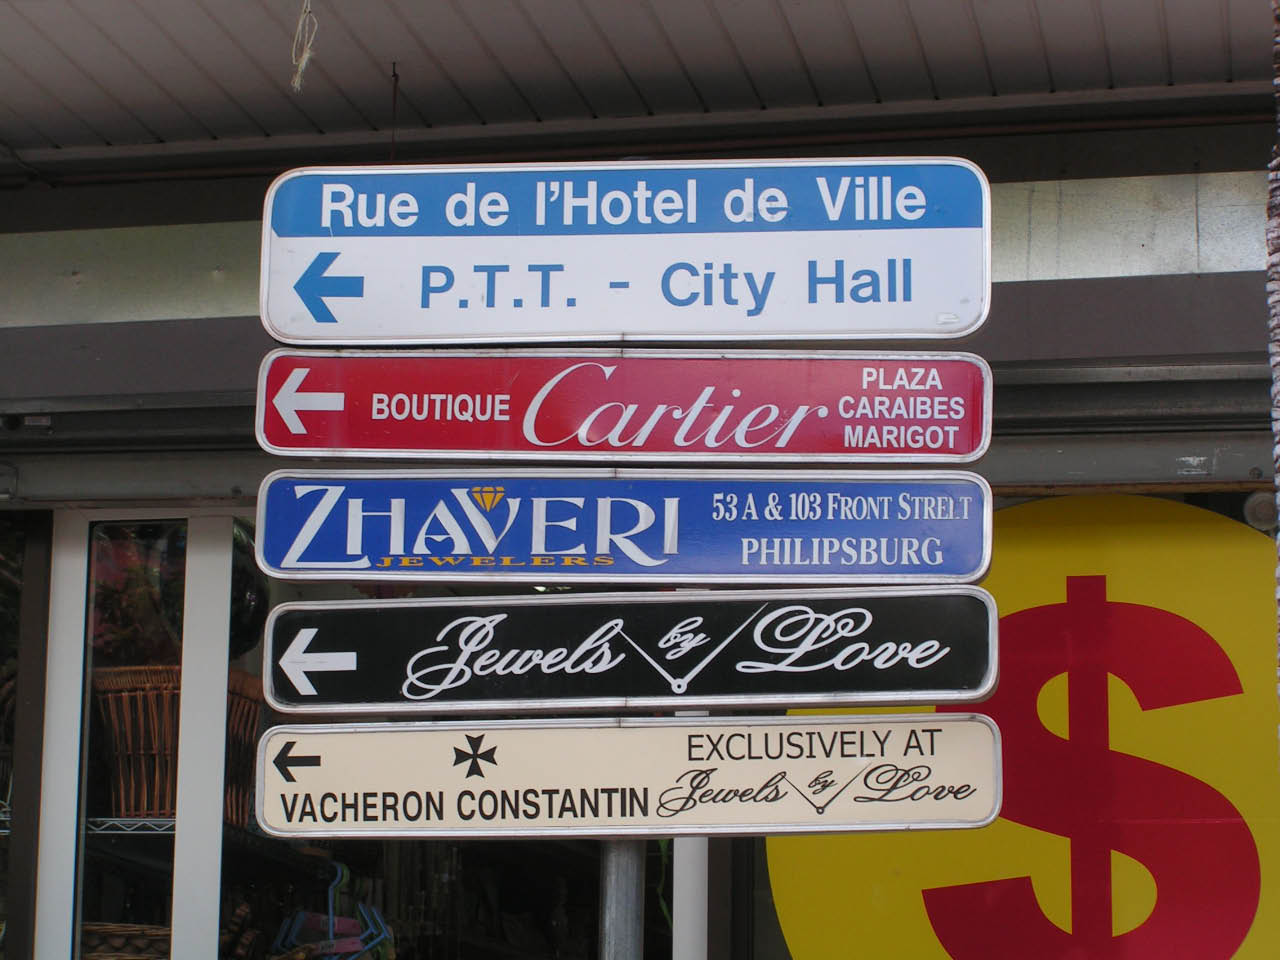 Rue de l'Hotel de Ville
P.T.T. - City Hall
BOUTIQUE Cartier PLAZA
CARAIBES
MARIGOT
ZHAVERI
JEWELERS
53 A & 103 FRONT STREET
PHILIPSBURG
Jewels by Love
VACHERON CONSTANTIN
EXCLUSIVELY AT
Jewels by Love
$